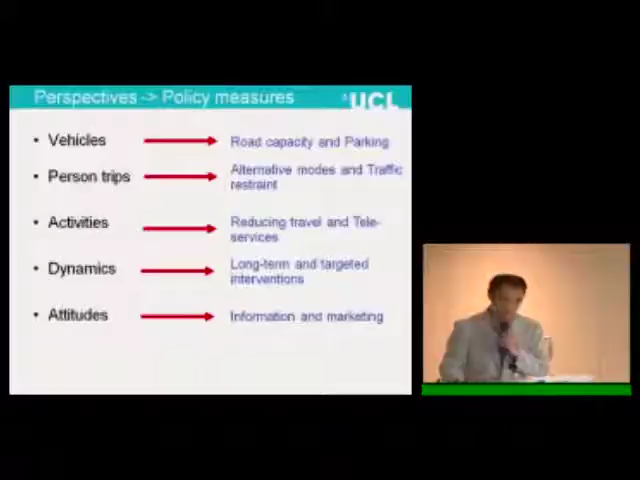 Perspectives -> Policy measures
UCL
• Vehicles
Road capacity and Parking
• Person trips
Alternative modes and Traffic
restraint
• Activities
Reducing travel and Tele-
services
• Dynamics
Long-term and targeted
interventions
• Attitudes
Information and marketing